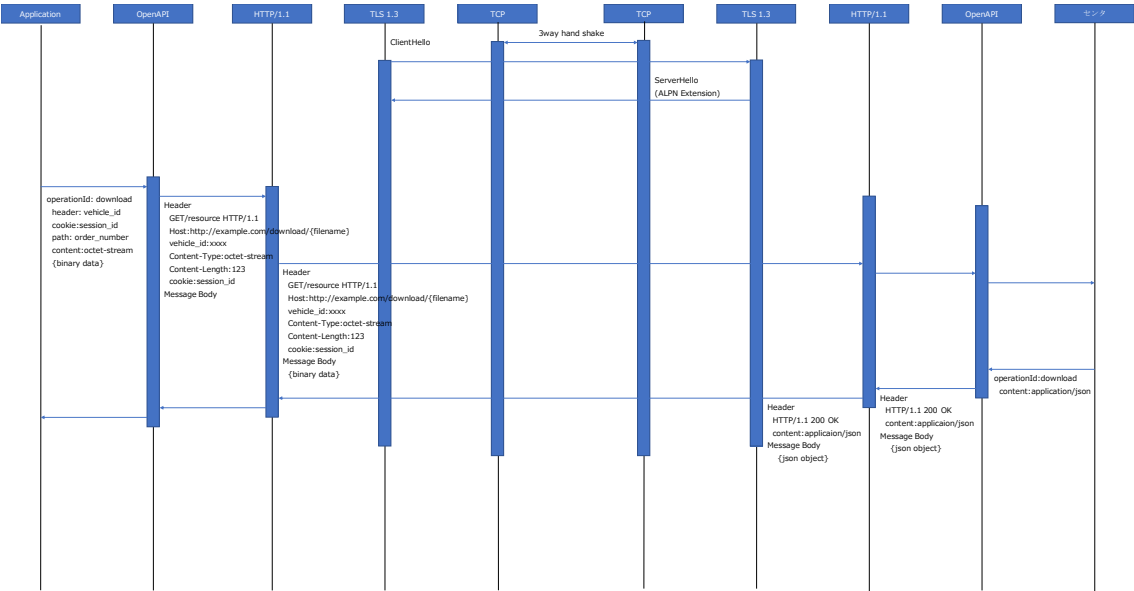 Application
OpenAPI
HTTP/1.1
TLS 1.3
TCP
TCP
TLS 1.3
HTTP/1.1
OpenAPI
センタ
3way hand shake
ClientHello
ServerHello
(ALPN Extension)
operationId: download
header: vehicle_id
cookie:session_id
path: order_number
content:octet-stream
{binary data}
Header
GET/resource HTTP/1.1
Host:http://example.com/download/{filename}
vehicle_id:xxxx
Content-Type:octet-stream
Content-Length:123
cookie:session_id
Message Body
Header
GET/resource HTTP/1.1
Host:http://example.com/download/{filename}
vehicle_id:xxxx
Content-Type:octet-stream
Content-Length:123
cookie:session_id
Message Body
{binary data}
operationId:download
content:application/json
Header
HTTP/1.1 200 OK
content:applicaion/json
Message Body
{json object}
Header
HTTP/1.1 200 OK
content:applicaion/json
Message Body
{json object}